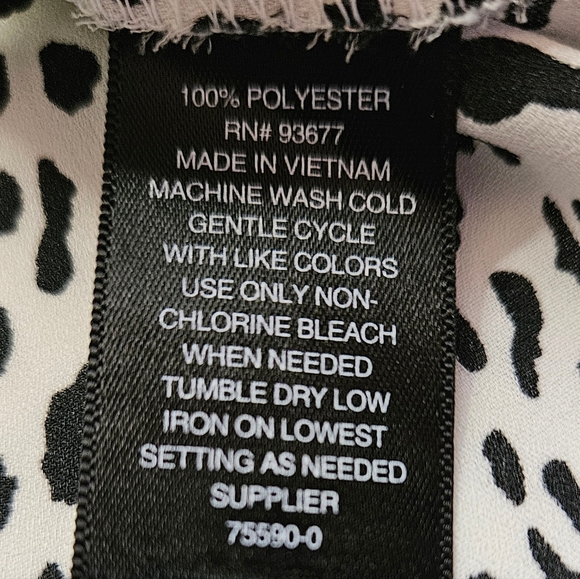 100% POLYESTER
RN# 93677
MADE IN VIETNAM
MACHINE WASH COLD
GENTLE CYCLE
WITH LIKE COLORS
USE ONLY NON-
CHLORINE BLEACH
WHEN NEEDED
TUMBLE DRY LOW
IRON ON LOWEST
SETTING AS NEEDED
SUPPLIER
75590-0